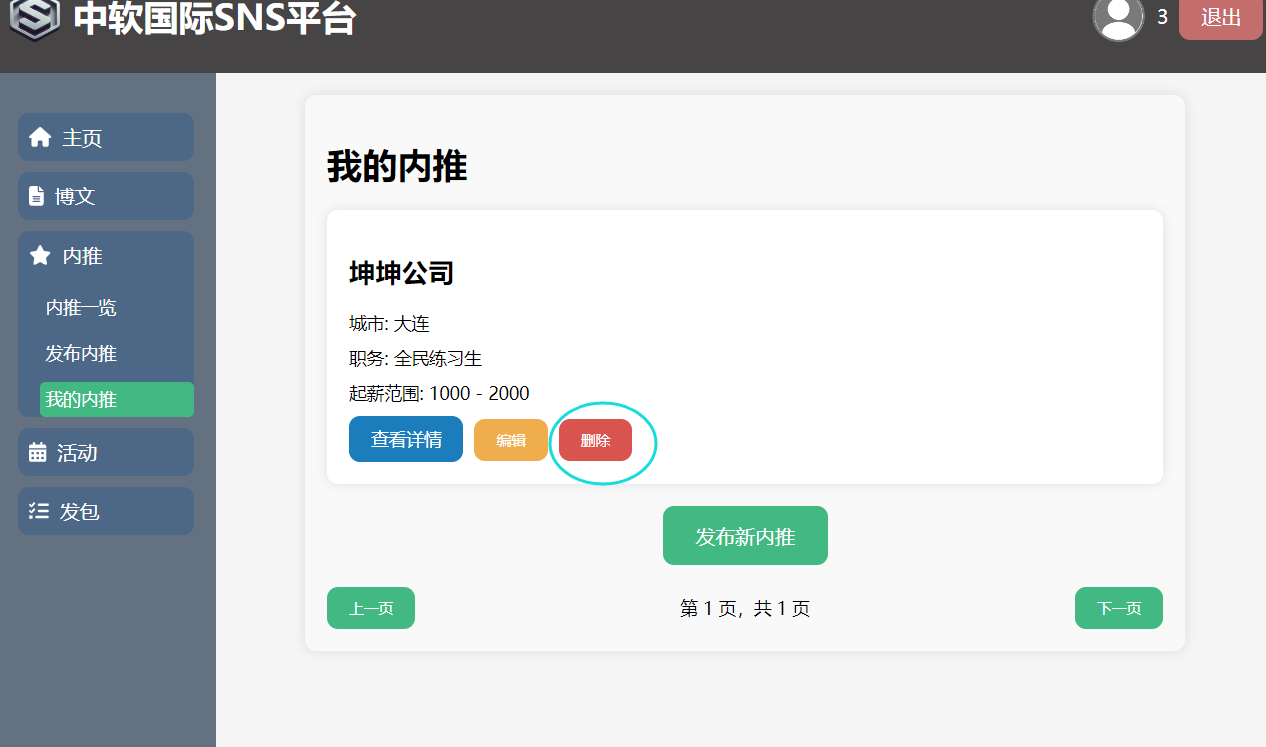 中软国际SNS平台
3
退出
主页
博文
内推
内推一览
发布内推
我的内推
活动
发包
我的内推
坤坤公司
城市: 大连
职务: 全民练习生
起薪范围: 1000 - 2000
查看详情
编辑
删除
发布新内推
上一页
第 1 页，共 1 页
下一页